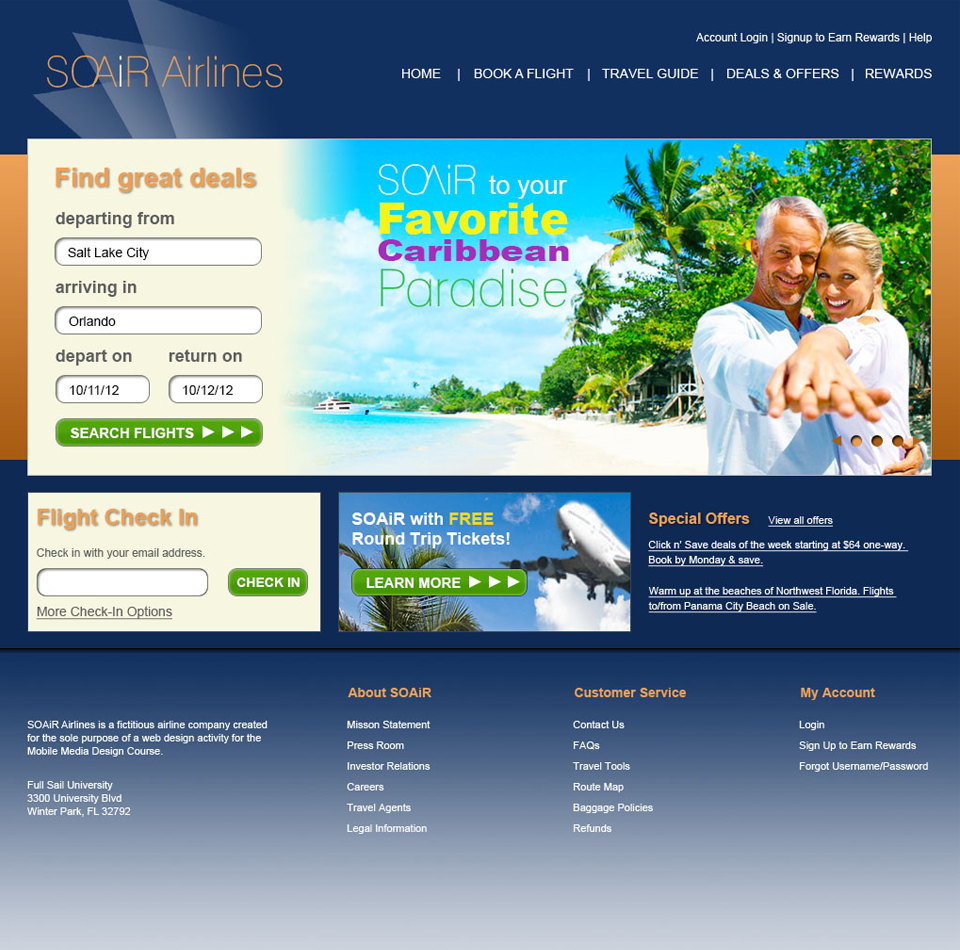 SOAiR Airlines
Account Login | Signup to Earn Rewards | Help
HOME | BOOK A FLIGHT | TRAVEL GUIDE | DEALS & OFFERS | REWARDS
Find great deals
departing from
Salt Lake City
arriving in
Orlando
depart on return on
10/11/12 10/12/12
SEARCH FLIGHTS
SOAiR to your
Favorite
Caribbean
Paradise
Flight Check In
Check in with your email address.
CHECK IN
More Check-In Options
SOAiR with FREE
Round Trip Tickets!
LEARN MORE
Special Offers View all offers
Click n' Save deals of the week starting at $64 one-way.
Book by Monday & save.
Warm up at the beaches of Northwest Florida. Flights
to/from Panama City Beach on Sale.
SOAiR Airlines is a fictitious airline company created
for the sole purpose of a web design activity for the
Mobile Media Design Course.
Full Sail University
3300 University Blvd
Winter Park, FL 32792
About SOAiR
Misson Statement
Press Room
Investor Relations
Careers
Travel Agents
Legal Information
Customer Service
Contact Us
FAQs
Travel Tools
Route Map
Baggage Policies
Refunds
My Account
Login
Sign Up to Earn Rewards
Forgot Username/Password